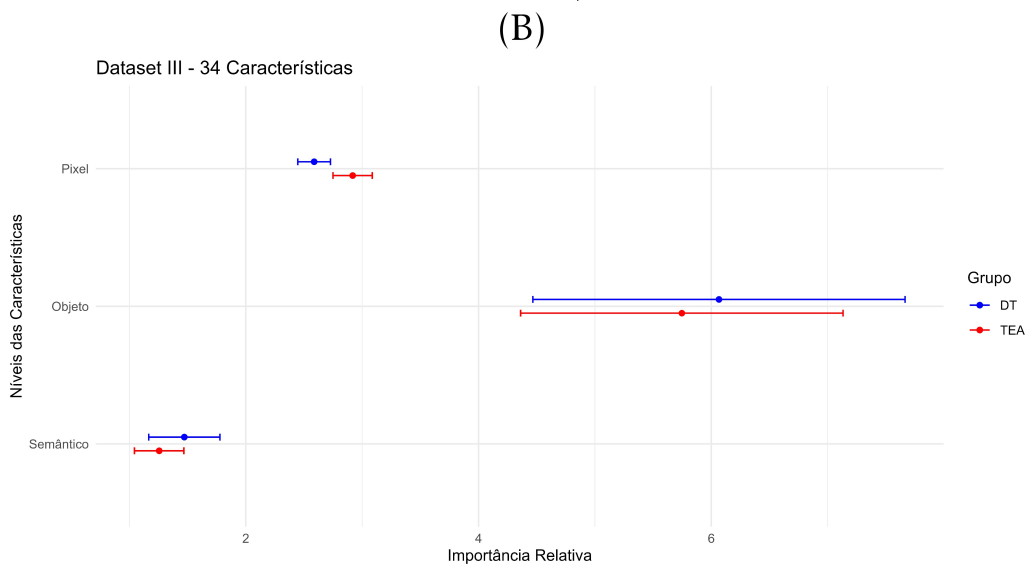 (B)
Dataset III - 34 Características
Níveis das Características
Pixel
Objeto
Semântico
2
4
6
Importância Relativa
Grupo
DT
TEA